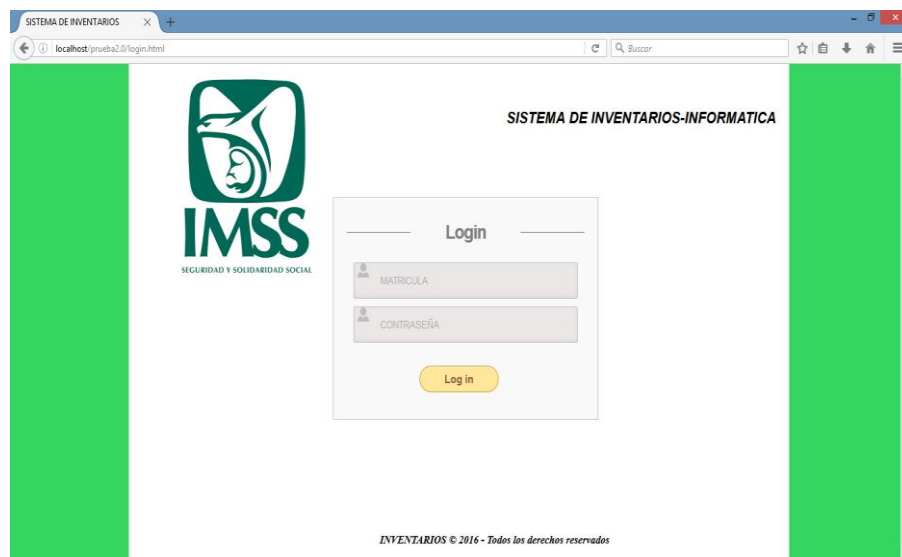 SISTEMA DE INVENTARIOS
localhost/prueba2.0/login.html
Buscar
SISTEMA DE INVENTARIOS-INFORMATICA
IMSS
SEGURIDAD Y SOLIDARIDAD SOCIAL
Login
MATRICULA
CONTRASEÑA
Log in
INVENTARIOS © 2016 - Todos los derechos reservados